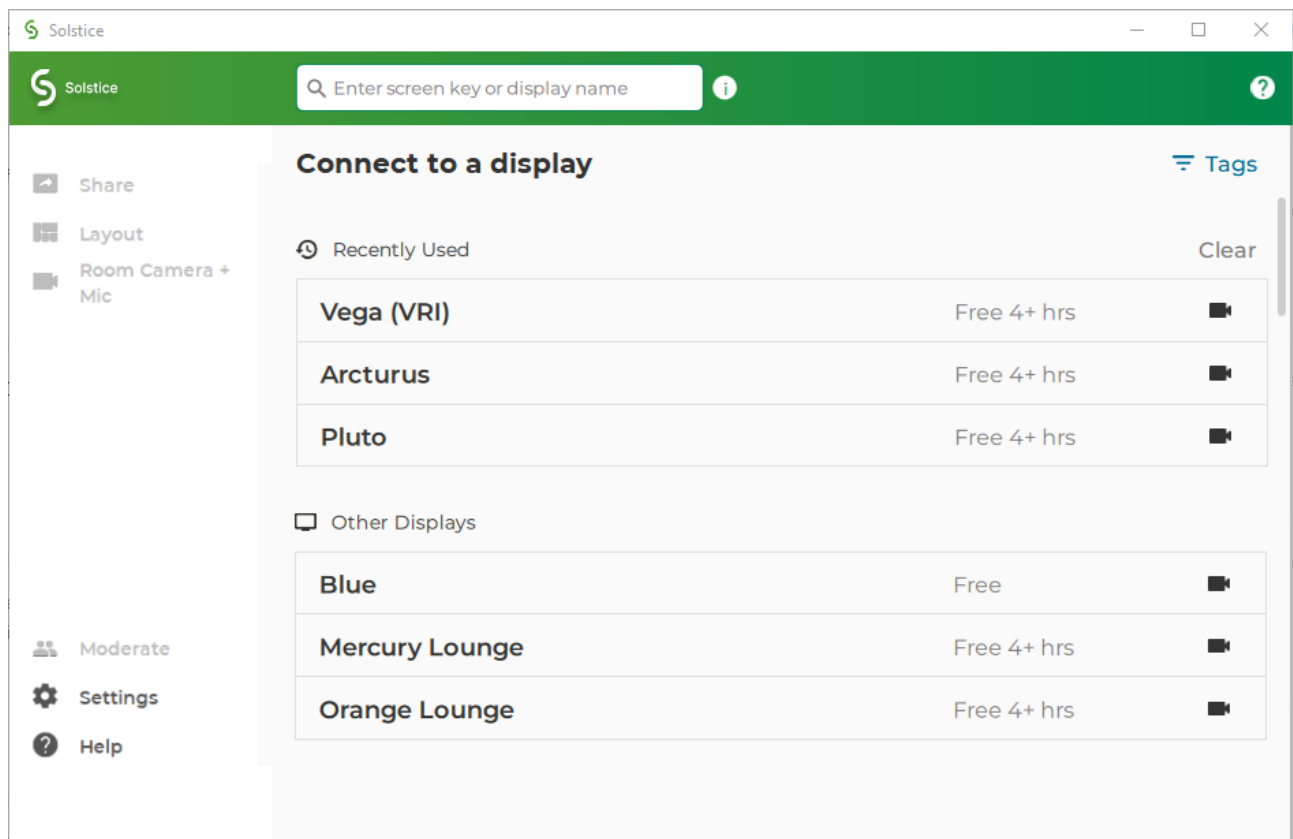 Solstice
Solstice
Enter screen key or display name
Connect to a display
Tags
Share
Layout
Room Camera +
Mic
Recently Used
Clear
Vega (VRI) Free 4+ hrs
Arcturus Free 4+ hrs
Pluto Free 4+ hrs
Other Displays
Blue Free
Mercury Lounge Free 4+ hrs
Orange Lounge Free 4+ hrs
Moderate
Settings
Help